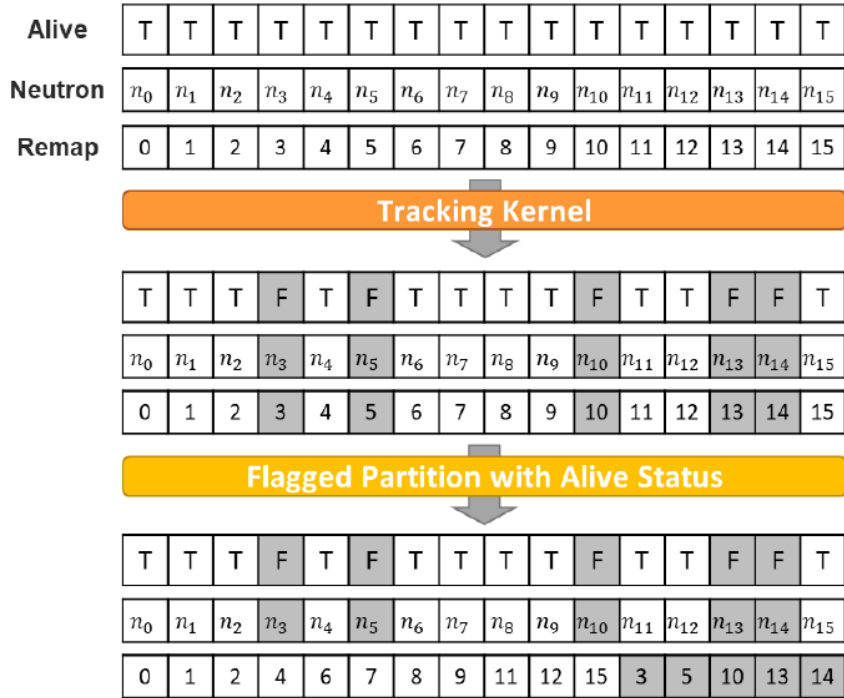 Alive T T T T T T T T T T T T T T T T
Neutron n₀ n₁ n₂ n₃ n₄ n₅ n₆ n₇ n₈ n₉ n₁₀ n₁₁ n₁₂ n₁₃ n₁₄ n₁₅
Remap 0 1 2 3 4 5 6 7 8 9 10 11 12 13 14 15
Tracking Kernel
T T T F T F T T T T F T T F F T
n₀ n₁ n₂ n₃ n₄ n₅ n₆ n₇ n₈ n₉ n₁₀ n₁₁ n₁₂ n₁₃ n₁₄ n₁₅
0 1 2 3 4 5 6 7 8 9 10 11 12 13 14 15
Flagged Partition with Alive Status
T T T F T F T T T T F T T F F T
n₀ n₁ n₂ n₃ n₄ n₅ n₆ n₇ n₈ n₉ n₁₀ n₁₁ n₁₂ n₁₃ n₁₄ n₁₅
0 1 2 4 6 7 8 9 11 12 15 3 5 10 13 14